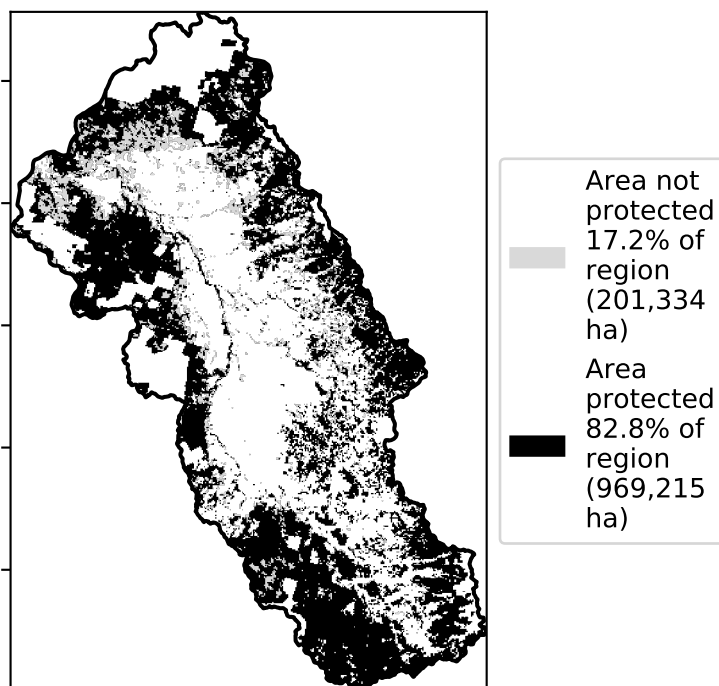 Area not
protected
17.2% of
region
(201,334
ha)
Area
protected
82.8% of
region
(969,215
ha)